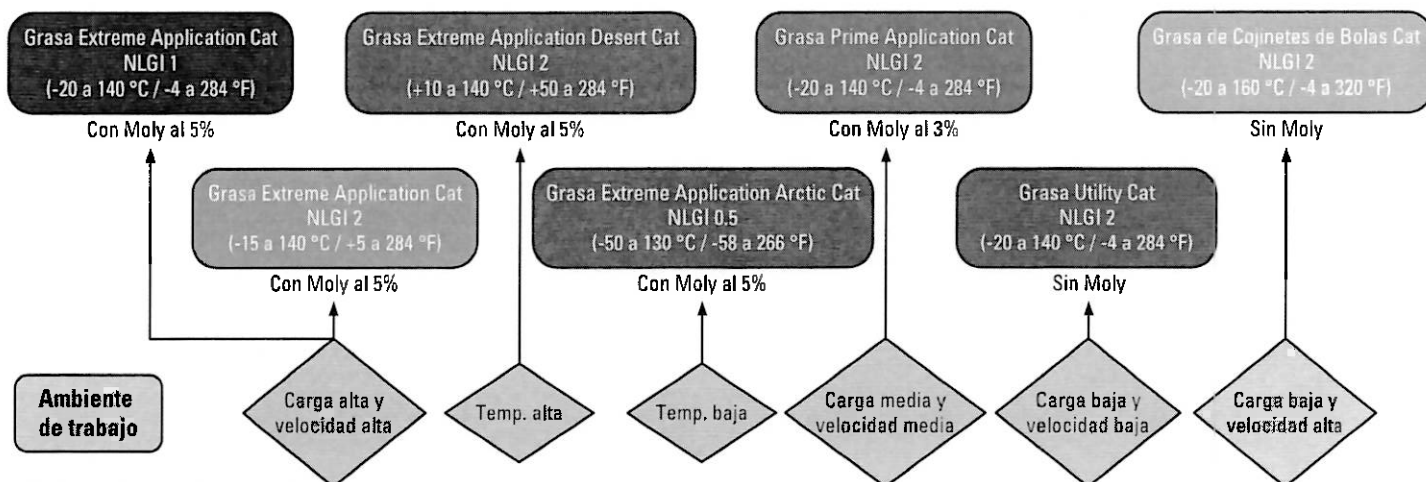 Grasa Extreme Application Cat
NLGI 1
(-20 a 140 °C / -4 a 284 °F)
Con Moly al 5%
Grasa Extreme Application Desert Cat
NLGI 2
(+10 a 140 °C / +50 a 284 °F)
Con Moly al 5%
Grasa Prime Application Cat
NLGI 2
(-20 a 140 °C / -4 a 284 °F)
Con Moly al 3%
Grasa de Cojinetes de Bolas Cat
NLGI 2
(-20 a 160 °C / -4 a 320 °F)
Sin Moly
Grasa Extreme Application Cat
NLGI 2
(-15 a 140 °C / +5 a 284 °F)
Con Moly al 5%
Grasa Extreme Application Arctic Cat
NLGI 0.5
(-50 a 130 °C / -58 a 266 °F)
Con Moly al 5%
Grasa Utility Cat
NLGI 2
(-20 a 140 °C / -4 a 284 °F)
Sin Moly
Ambiente
de trabajo
Carga alta y
velocidad alta
Temp. alta
Temp. baja
Carga media y
velocidad media
Carga baja y
velocidad baja
Carga baja y
velocidad alta